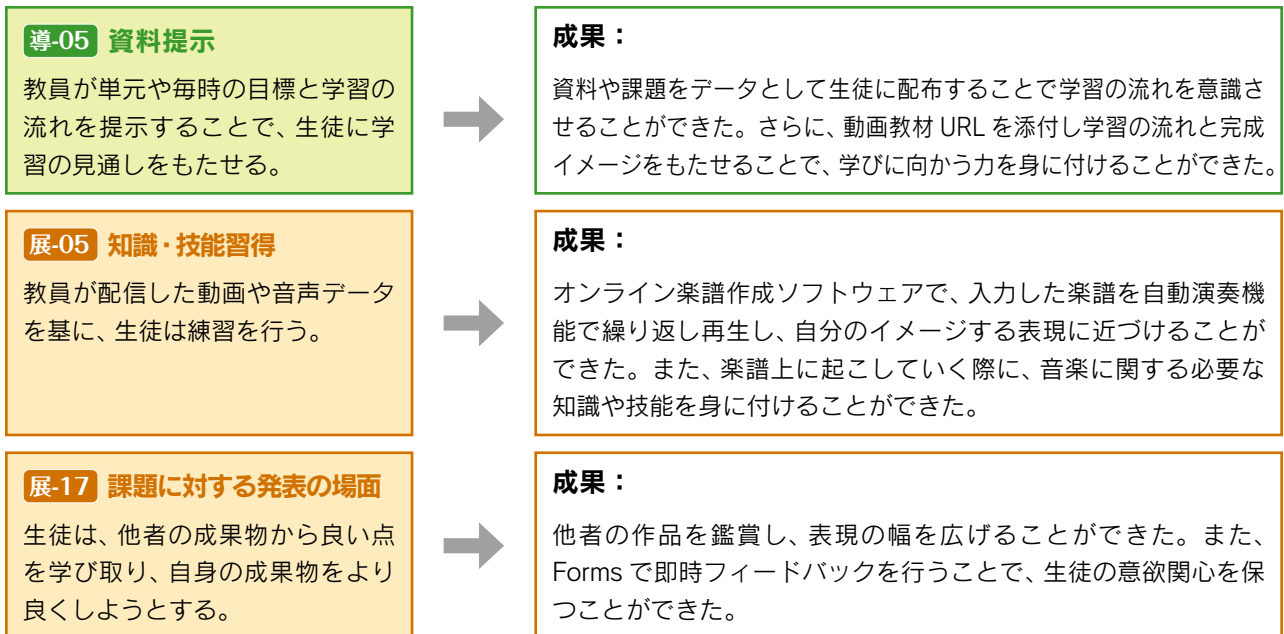 導-05 資料提示
教員が単元や毎時の目標と学習の
流れを提示することで、生徒に学
習の見通しをもたせる。
成果：
資料や課題をデータとして生徒に配布することで学習の流れを意識さ
せることができた。さらに、動画教材 URL を添付し学習の流れと完成
イメージをもたせることで、学びに向かう力を身に付けることができた。
展-05 知識・技能習得
教員が配信した動画や音声データ
を基に、生徒は練習を行う。
成果：
オンライン楽譜作成ソフトウェアで、入力した楽譜を自動演奏機
能で繰り返し再生し、自分のイメージする表現に近づけることが
できた。また、楽譜上に起こしていく際に、音楽に関する必要な
知識や技能を身に付けることができた。
展-17 課題に対する発表の場面
生徒は、他者の成果物から良い点
を学び取り、自身の成果物をより
良くしようとする。
成果：
他者の作品を鑑賞し、表現の幅を広げることができた。また、
Forms で即時フィードバックを行うことで、生徒の意欲関心を保
つことができた。